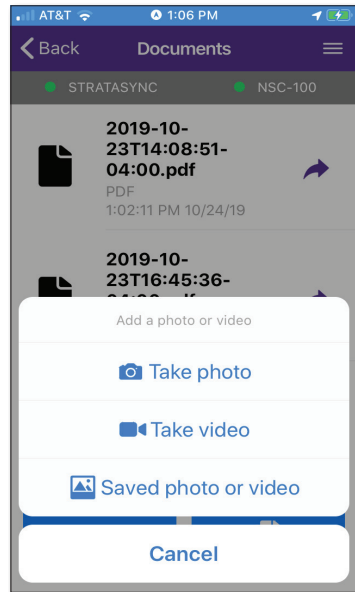 AT&T 1:06 PM
Back Documents
STRATASYNC NSC-100
2019-10-
23T14:08:51-
04:00.pdf
PDF
1:02:11 PM 10/24/19
2019-10-
23T16:45:36-
Add a photo or video
Take photo
Take video
Saved photo or video
Cancel